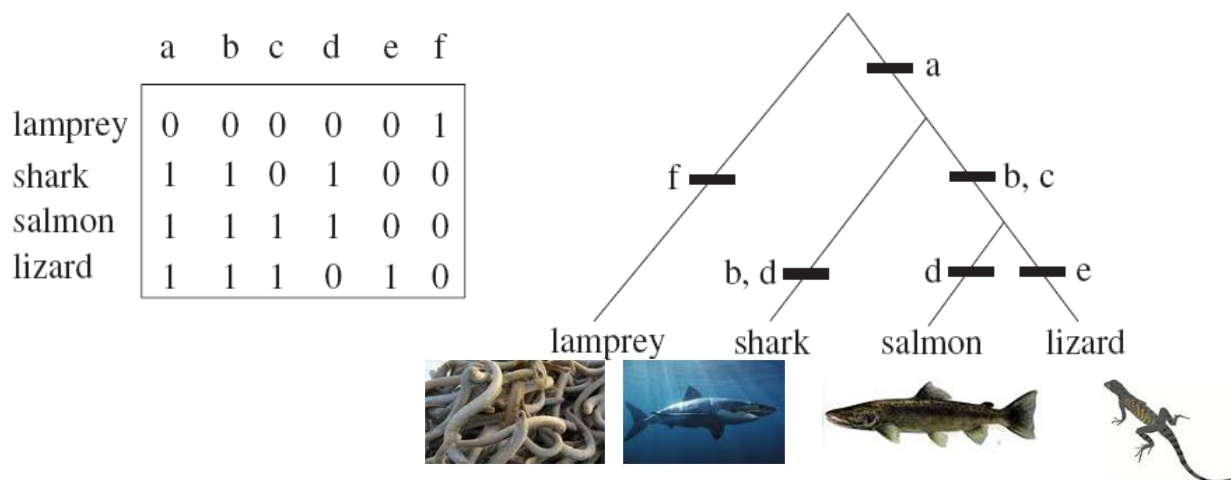 a b c d e f
lamprey 0 0 0 0 0 1
shark 1 1 0 1 0 0
salmon 1 1 1 1 0 0
lizard 1 1 1 0 1 0
a
f
b, c
b, d
d
e
lamprey shark salmon lizard